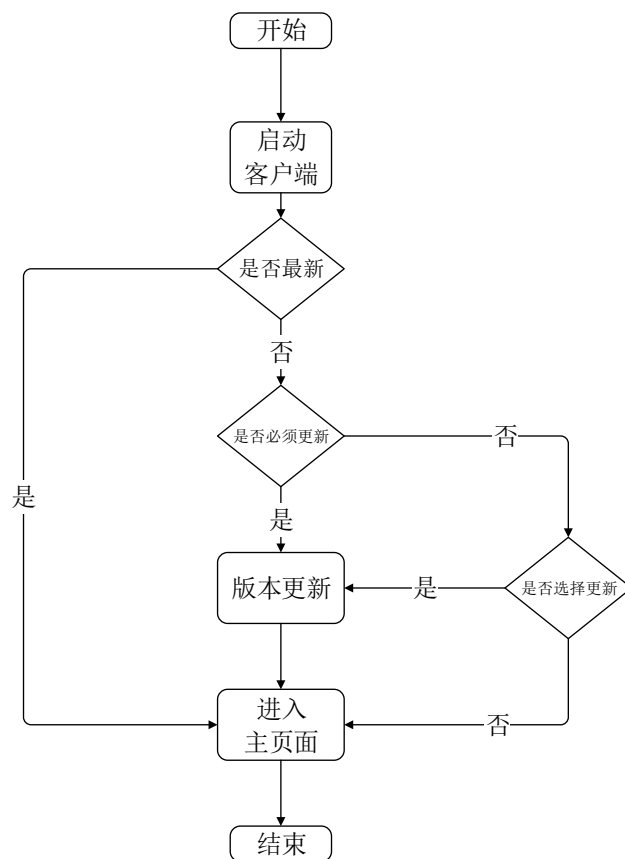 开始
启动
客户端
是否最新
否
是否必须更新
否
是
是
版本更新
是
是否选择更新
进入
主页面
否
结束